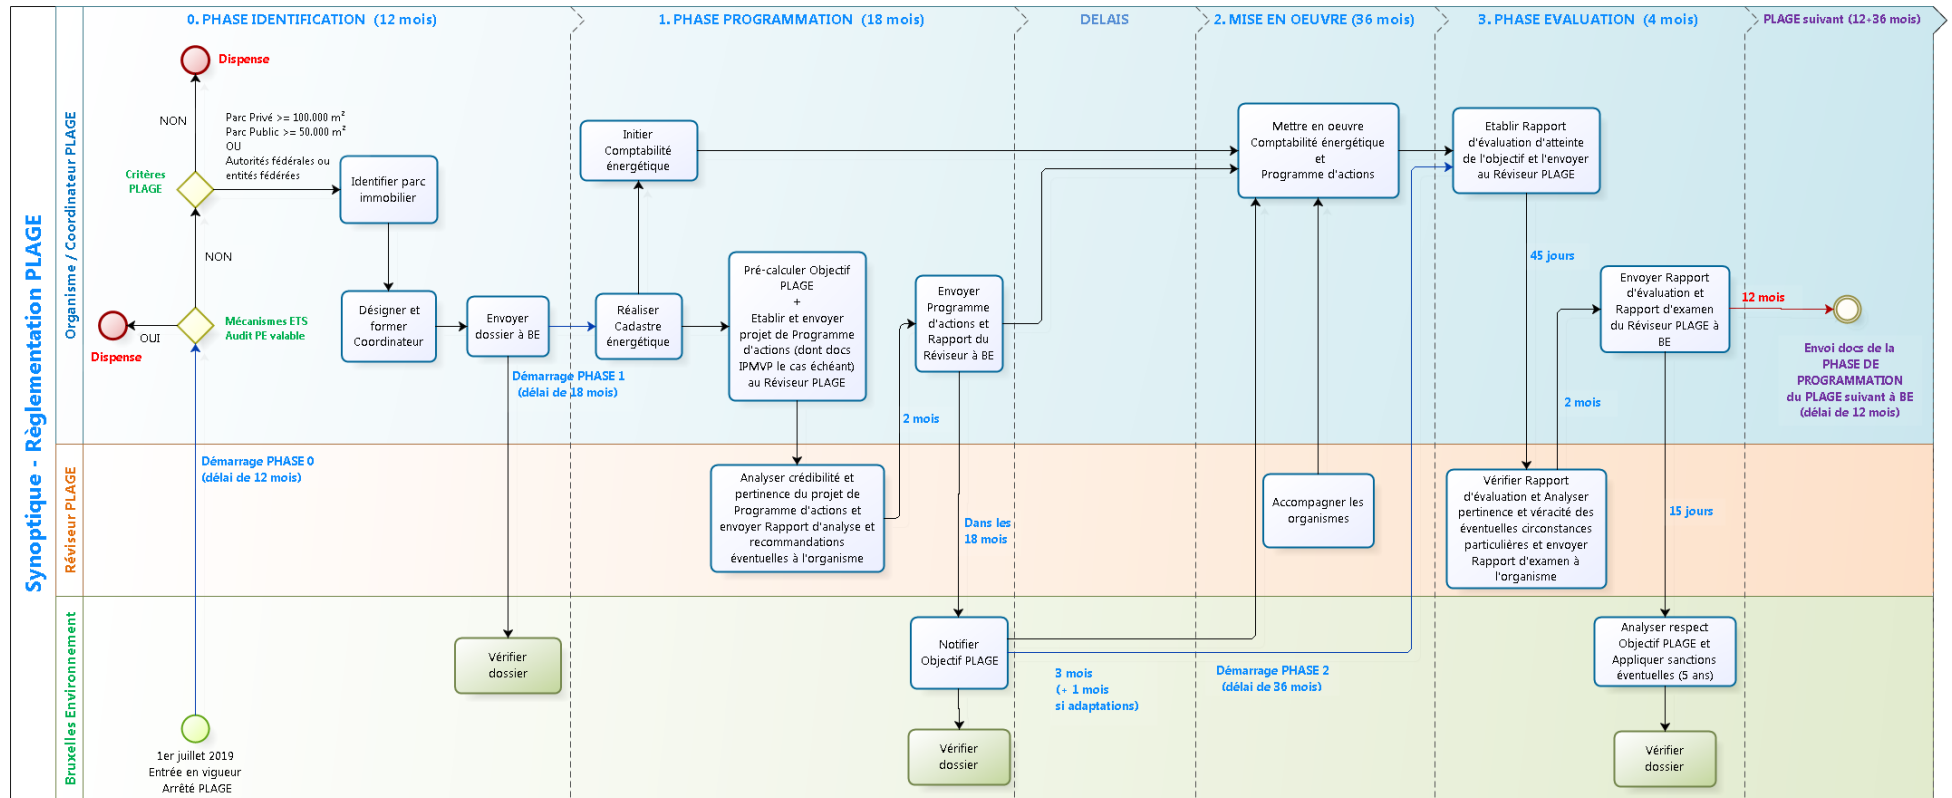 0. PHASE IDENTIFICATION (12 mois)
1. PHASE PROGRAMMATION (18 mois)
DELAIS
2. MISE EN OEUVRE (36 mois)
3. PHASE EVALUATION (4 mois)
PLAGE suivant (12+36 mois)
Synoptique - Règlementation PLAGE
Organisme / Coordinateur PLAGE
Dispense
NON
Parc Privé >= 100.000 m²
Parc Public >= 50.000 m²
OU
Autorités fédérales ou
entités fédérées
Critères
PLAGE
Identifier parc
immobilier
NON
Mécanismes ETS
Audit PE valable
OUI
Dispense
Désigner et
former
Coordinateur
Envoyer
dossier à BE
Démarrage PHASE 1
(délai de 18 mois)
Initier
Comptabilité
énergétique
Réaliser
Cadastre
énergétique
Pré-calculer Objectif
PLAGE
+
Etablir et envoyer
projet de Programme
d'actions (dont docs
IPMVP le cas échéant)
au Réviseur PLAGE
Envoyer
Programme
d'actions et
Rapport du
Réviseur à BE
2 mois
Mettre en oeuvre
Comptabilité énergétique
et
Programme d'actions
Etablir Rapport
d'évaluation d'atteinte
de l'objectif et l'envoyer
au Réviseur PLAGE
45 jours
Envoyer Rapport
d'évaluation et
Rapport d'examen
du Réviseur PLAGE à
BE
12 mois
2 mois
Envoi docs de la
PHASE DE
PROGRAMMATION
du PLAGE suivant à BE
(délai de 12 mois)
Réviseur PLAGE
Démarrage PHASE 0
(délai de 12 mois)
Analyser crédibilité et
pertinence du projet de
Programme d'actions et
envoyer Rapport d'analyse et
recommandations
éventuelles à l'organisme
Dans les
18 mois
Accompagner les
organismes
Vérifier Rapport
d'évaluation et Analyser
pertinence et véracité des
éventuelles circonstances
particulières et envoyer
Rapport d'examen à
l'organisme
15 jours
Bruxelles Environnement
1er juillet 2019
Entrée en vigueur
Arrêté PLAGE
Vérifier
dossier
Notifier
Objectif PLAGE
3 mois
(+ 1 mois
si adaptations)
Démarrage PHASE 2
(délai de 36 mois)
Vérifier
dossier
Analyser respect
Objectif PLAGE et
Appliquer sanctions
éventuelles (5 ans)
Vérifier
dossier